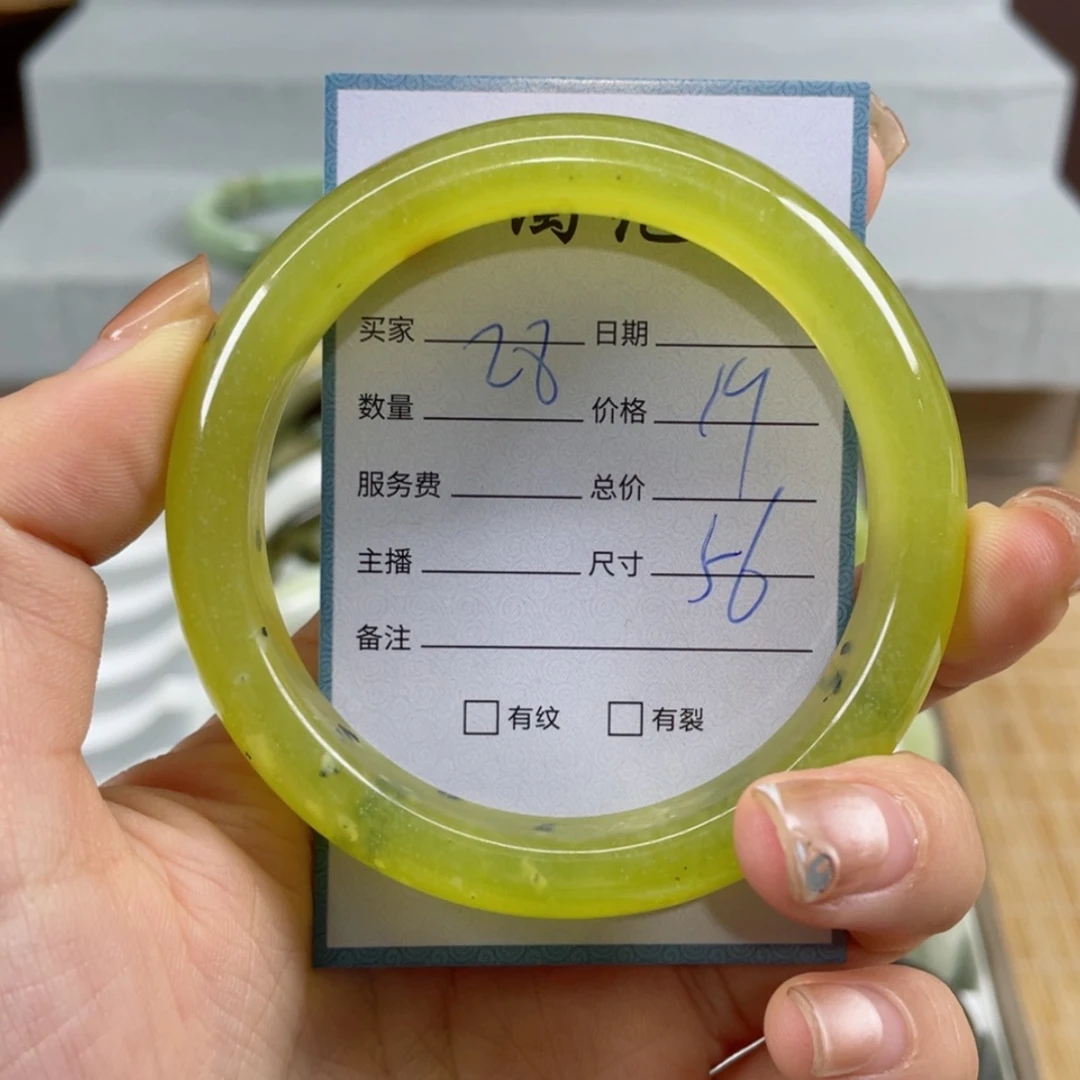 买家 28 日期
数量 价格 19
服务费 总价
主播 尺寸 56
备注
有纹 有裂